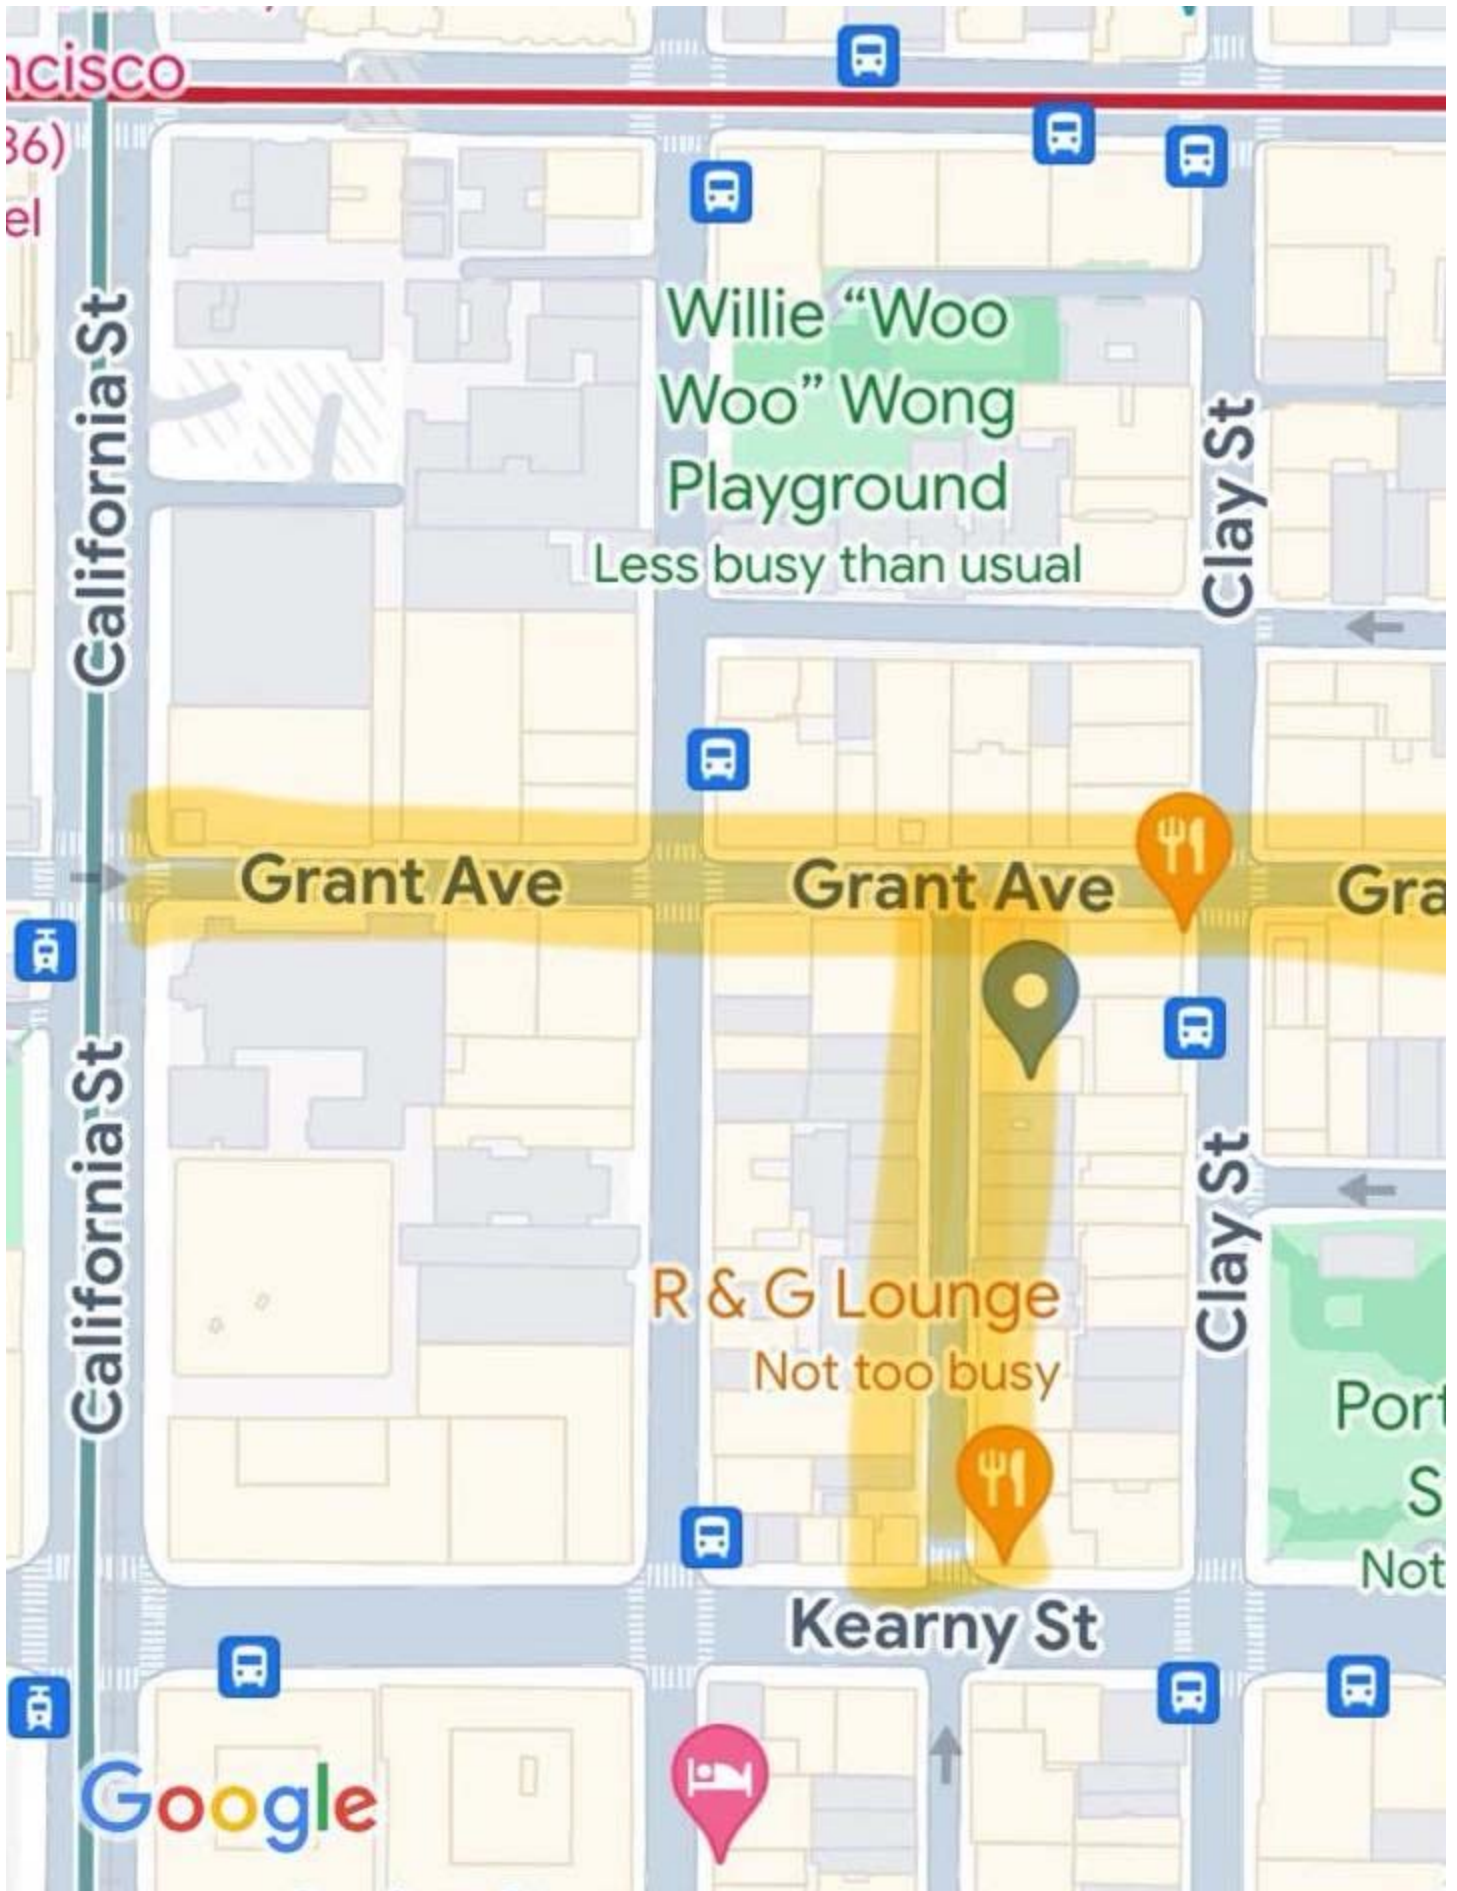 ncisco
36)
el
California St
Willie “Woo
Woo” Wong
Playground
Less busy than usual
Clay St
Grant Ave
Grant Ave
Gra
California St
Clay St
R & G Lounge
Not too busy
Port
S
Not
Kearny St
Google